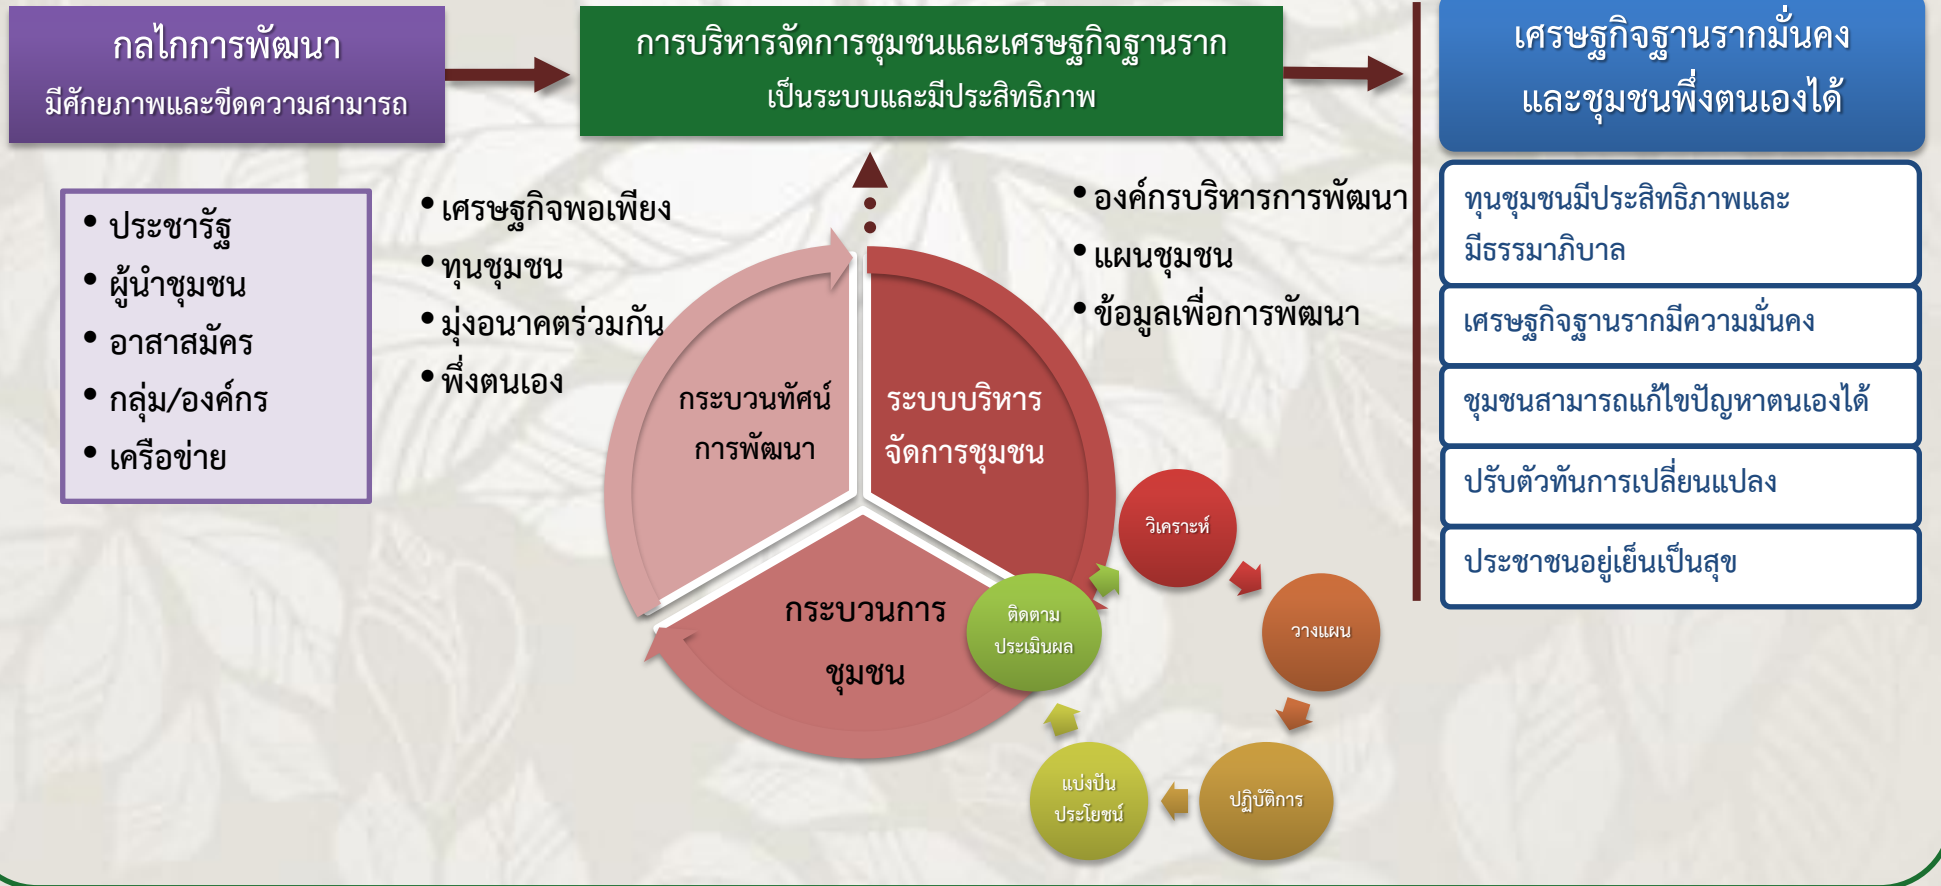 กลไกการพัฒนา
มีศักยภาพและขีดความสามารถ
การบริหารจัดการชุมชนและเศรษฐกิจฐานราก
เป็นระบบและมีประสิทธิภาพ
เศรษฐกิจฐานรากมั่นคง
และชุมชนพึ่งตนเองได้
• ประชารัฐ
• ผู้นำชุมชน
• อาสาสมัคร
• กลุ่ม/องค์กร
• เครือข่าย
• เศรษฐกิจพอเพียง
• ทุนชุมชน
• มุ่งอนาคตร่วมกัน
• พึ่งตนเอง
• องค์กรบริหารการพัฒนา
• แผนชุมชน
• ข้อมูลเพื่อการพัฒนา
กระบวนทัศน์
การพัฒนา
ระบบบริหาร
จัดการชุมชน
กระบวนการ
ชุมชน
วิเคราะห์
วางแผน
ปฏิบัติการ
แบ่งปัน
ประโยชน์
ติดตาม
ประเมินผล
ทุนชุมชนมีประสิทธิภาพและ
มีธรรมาภิบาล
เศรษฐกิจฐานรากมีความมั่นคง
ชุมชนสามารถแก้ไขปัญหาตนเองได้
ปรับตัวทันการเปลี่ยนแปลง
ประชาชนอยู่เย็นเป็นสุข